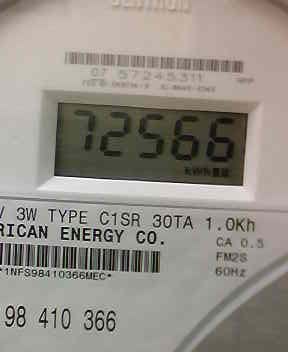 07 57245311
72566
kWh
V 3W TYPE C1SR 30TA 1.0Kh
RICAN ENERGY CO.
CA 0.5
FM2S
60Hz
*1NFS98410366MEC*
98 410 366